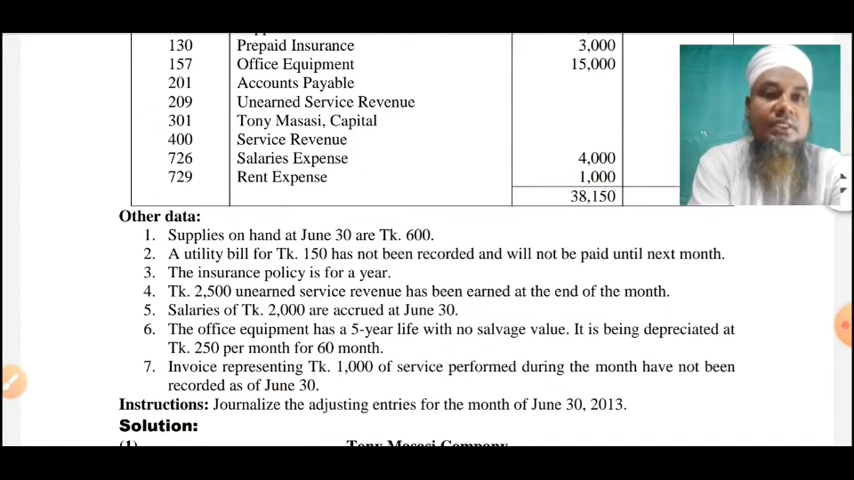 130 Prepaid Insurance 3,000
157 Office Equipment 15,000
201 Accounts Payable
209 Unearned Service Revenue
301 Tony Masasi, Capital
400 Service Revenue
726 Salaries Expense 4,000
729 Rent Expense 1,000
38,150
Other data:
1. Supplies on hand at June 30 are Tk. 600.
2. A utility bill for Tk. 150 has not been recorded and will not be paid until next month.
3. The insurance policy is for a year.
4. Tk. 2,500 unearned service revenue has been earned at the end of the month.
5. Salaries of Tk. 2,000 are accrued at June 30.
6. The office equipment has a 5-year life with no salvage value. It is being depreciated at
Tk. 250 per month for 60 month.
7. Invoice representing Tk. 1,000 of service performed during the month have not been
recorded as of June 30.
Instructions: Journalize the adjusting entries for the month of June 30, 2013.
Solution:
(1) Tony Masasi Company